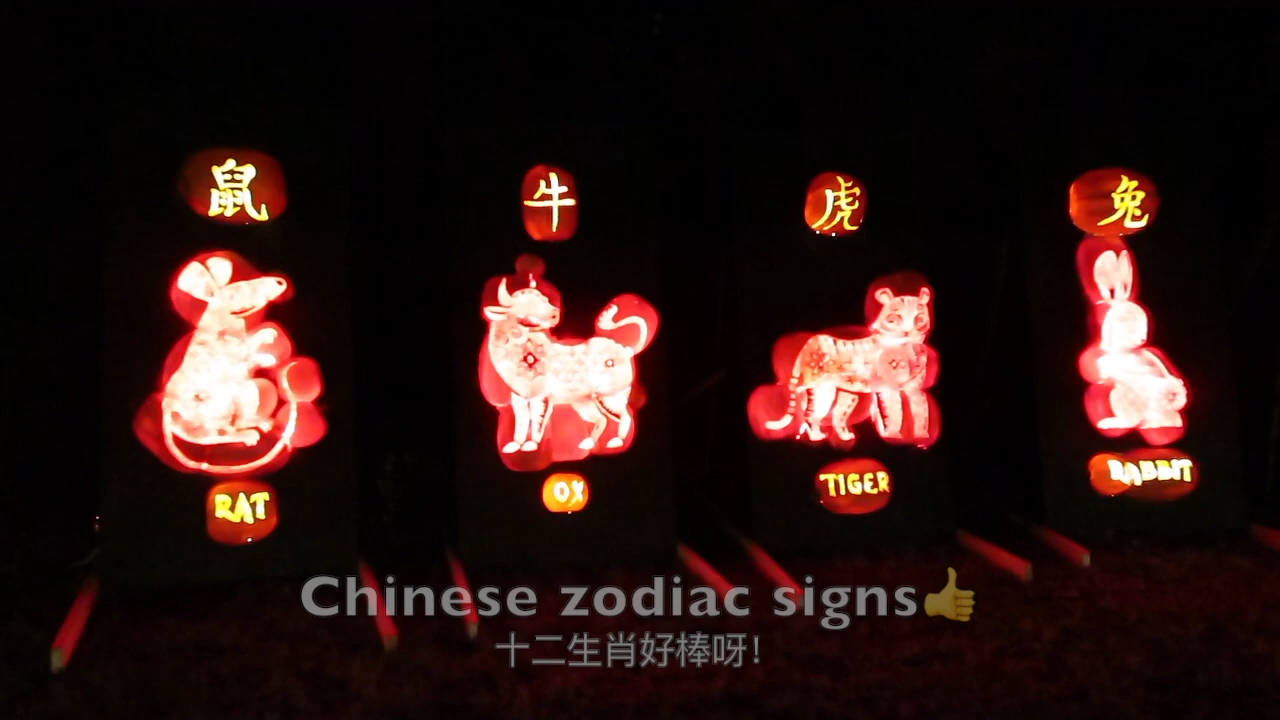 鼠
牛
虎
兔
RAT
OX
TIGER
RABBIT
Chinese zodiac signs👍
十二生肖好棒呀!